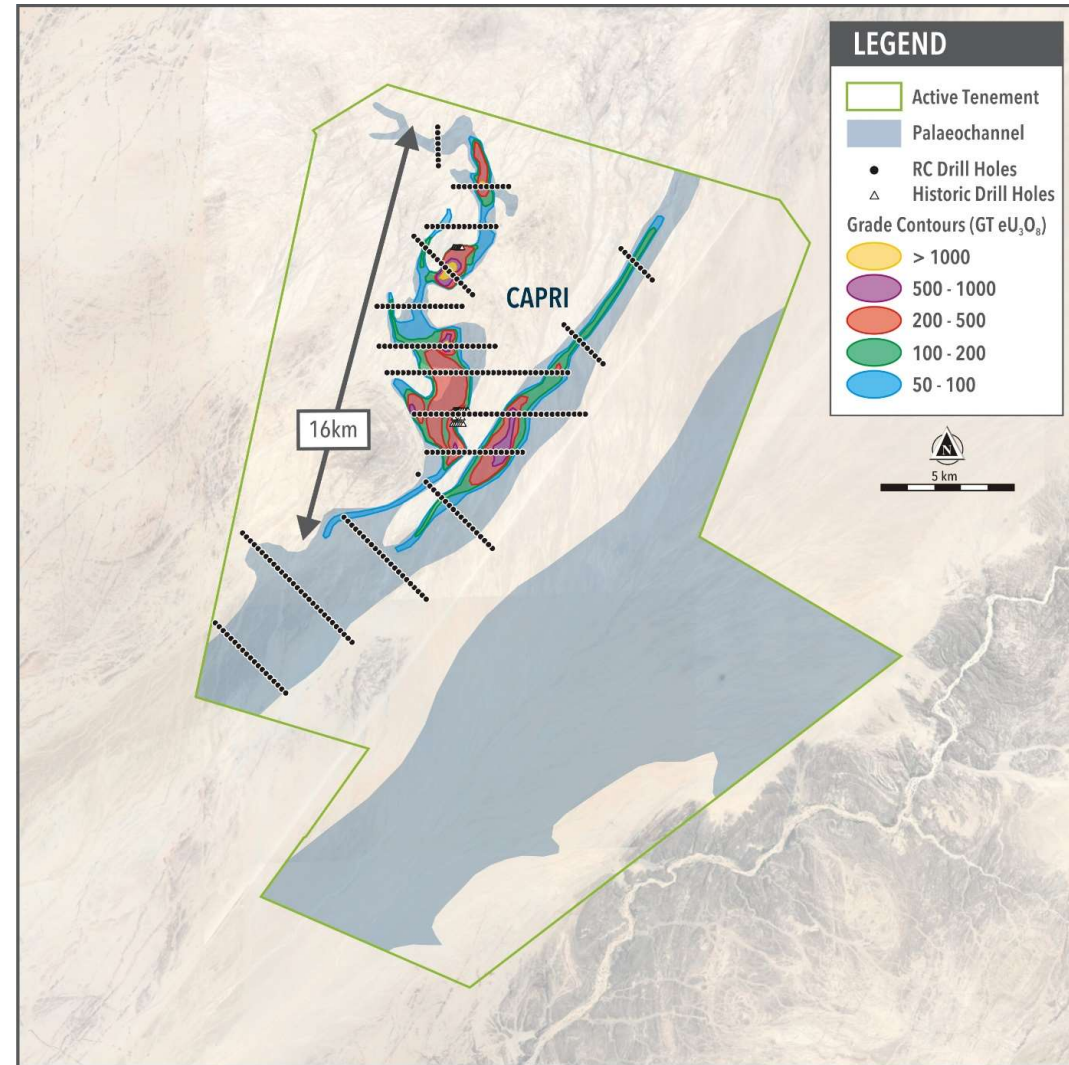 LEGEND
Active Tenement
Palaeochannel
RC Drill Holes
Historic Drill Holes
Grade Contours (GT eU₃O₈)
> 1000
500 - 1000
200 - 500
100 - 200
50 - 100
N
5 km
CAPRI
16km